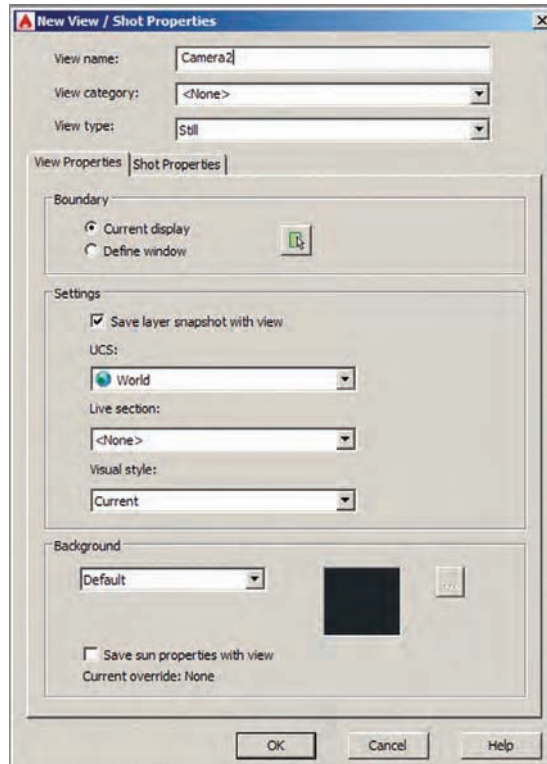 New View / Shot Properties
View name: Camera2
View category: <None>
View type: Still
View Properties Shot Properties
Boundary
Current display
Define window
Settings
Save layer snapshot with view
UCS:
World
Live section:
<None>
Visual style:
Current
Background
Default
...
Save sun properties with view
Current override: None
OK Cancel Help